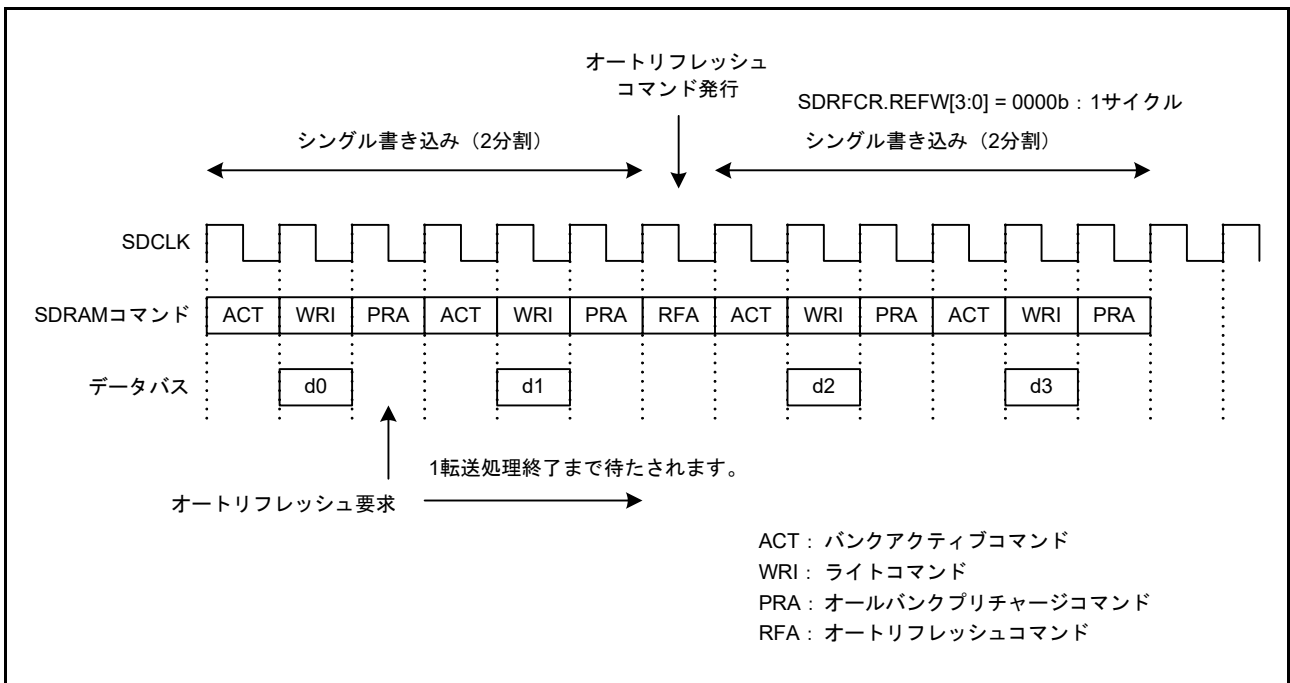 オートリフレッシュ
コマンド発行
SDRFCR.REFW[3:0] = 0000b：1サイクル
シングル書き込み（2分割）
シングル書き込み（2分割）
SDCLK
SDRAMコマンド ACT WRI PRA ACT WRI PRA RFA ACT WRI PRA ACT WRI PRA
データバス d0 d1 d2 d3
1転送処理終了まで待たされます。
オートリフレッシュ要求
ACT： バンクアクティブコマンド
WRI： ライトコマンド
PRA： オールバンクプリチャージコマンド
RFA： オートリフレッシュコマンド